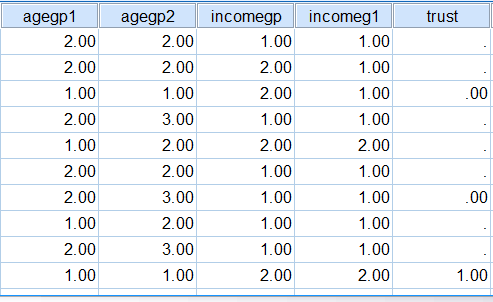 agegp1 agegp2 incomegp incomeg1 trust
2.00 2.00 1.00 1.00 .
2.00 2.00 2.00 1.00 .
1.00 1.00 2.00 1.00 .00
2.00 3.00 1.00 1.00 .
1.00 2.00 2.00 2.00 .
2.00 2.00 1.00 1.00 .
2.00 3.00 1.00 1.00 .00
1.00 2.00 1.00 1.00 .
2.00 3.00 1.00 1.00 .
1.00 1.00 2.00 2.00 1.00